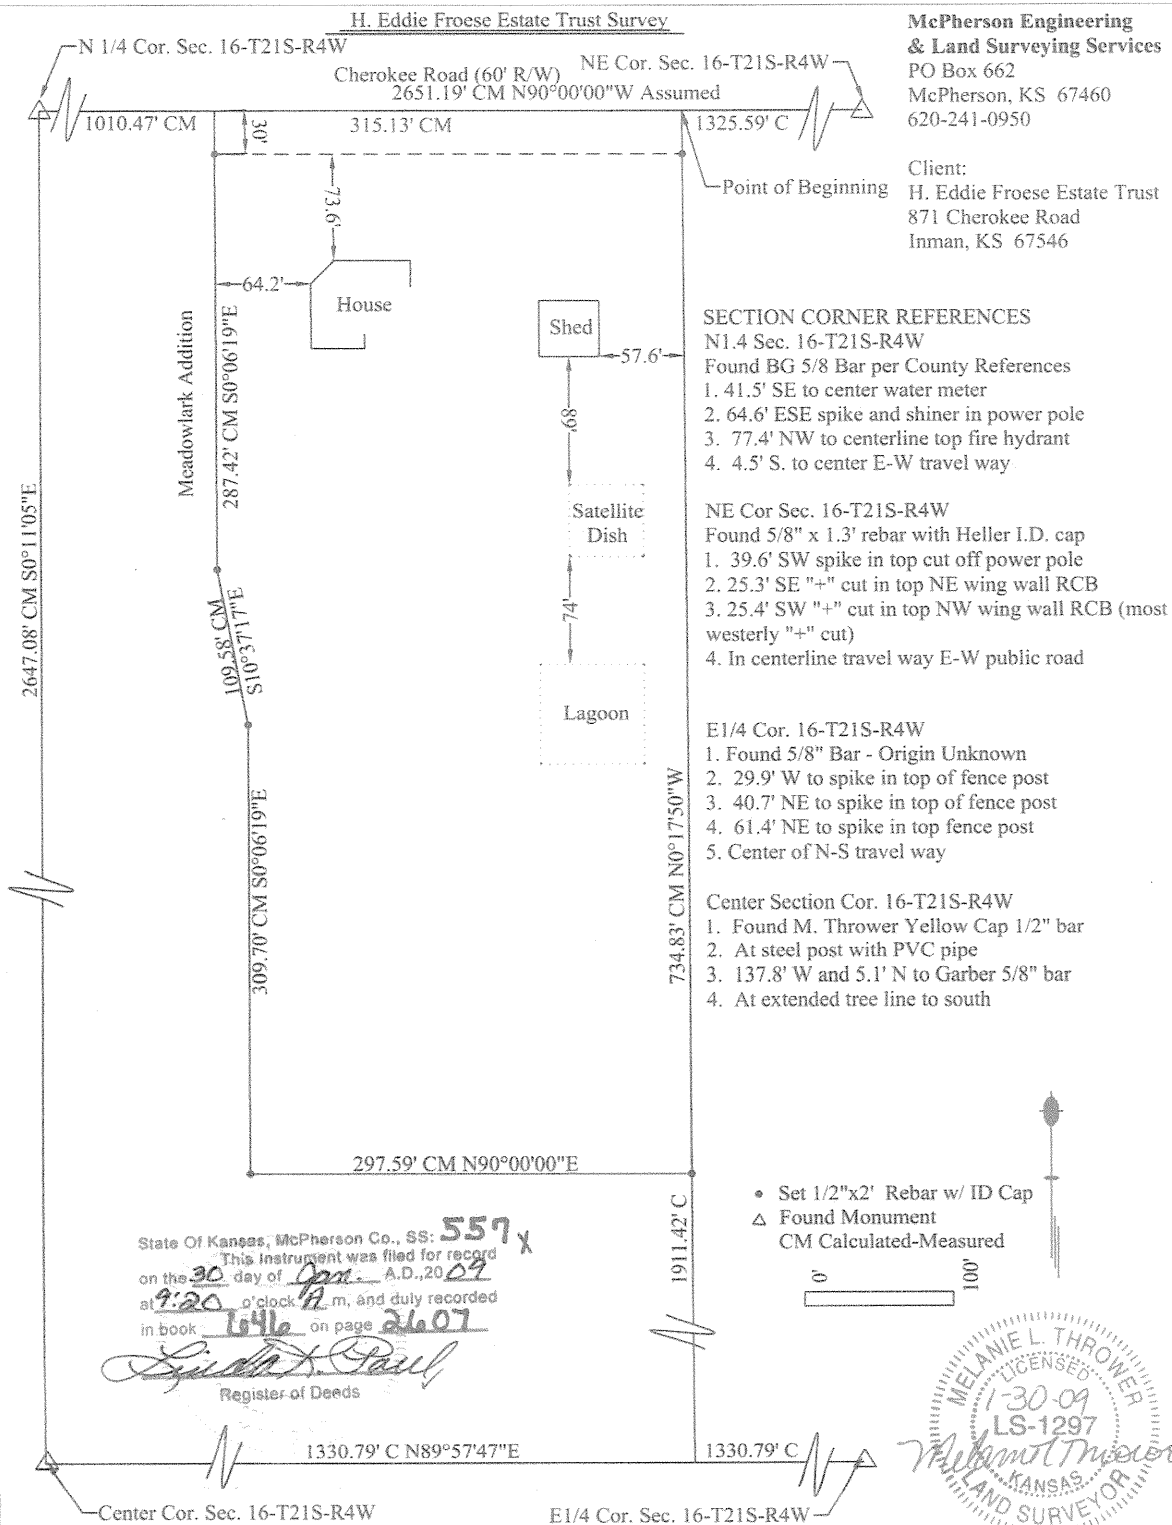 H. Eddie Froese Estate Trust Survey
McPherson Engineering
& Land Surveying Services
PO Box 662
McPherson, KS 67460
620-241-0950
Client:
H. Eddie Froese Estate Trust
871 Cherokee Road
Inman, KS 67546
N 1/4 Cor. Sec. 16-T21S-R4W
NE Cor. Sec. 16-T21S-R4W
Cherokee Road (60' R/W)
2651.19' CM N90°00'00"W Assumed
1010.47' CM
30'
315.13' CM
1325.59' C
Point of Beginning
73.6'
64.2'
House
Shed
57.6'
89'
Satellite
Dish
74'
Lagoon
Meadowlark Addition
287.42' CM S0°06'19"E
109.58' CM
S10°37'17"E
309.70' CM S0°06'19"E
2647.08' CM S0°11'05"E
734.83' CM N0°17'50"W
297.59' CM N90°00'00"E
1911.42' C
SECTION CORNER REFERENCES
N1.4 Sec. 16-T21S-R4W
Found BG 5/8 Bar per County References
1. 41.5' SE to center water meter
2. 64.6' ESE spike and shiner in power pole
3. 77.4' NW to centerline top fire hydrant
4. 4.5' S. to center E-W travel way
NE Cor Sec. 16-T21S-R4W
Found 5/8" x 1.3' rebar with Heller I.D. cap
1. 39.6' SW spike in top cut off power pole
2. 25.3' SE "+" cut in top NE wing wall RCB
3. 25.4' SW "+" cut in top NW wing wall RCB (most
westerly "+" cut)
4. In centerline travel way E-W public road
E1/4 Cor. 16-T21S-R4W
1. Found 5/8" Bar - Origin Unknown
2. 29.9' W to spike in top of fence post
3. 40.7' NE to spike in top of fence post
4. 61.4' NE to spike in top fence post
5. Center of N-S travel way
Center Section Cor. 16-T21S-R4W
1. Found M. Thrower Yellow Cap 1/2" bar
2. At steel post with PVC pipe
3. 137.8' W and 5.1' N to Garber 5/8" bar
4. At extended tree line to south
• Set 1/2"x2' Rebar w/ ID Cap
△ Found Monument
CM Calculated-Measured
0'
100'
State Of Kansas, McPherson Co., SS: 557 x
This instrument was filed for record
on the 30 day of Jan. A.D., 20 09
at 9:20 o'clock A m, and duly recorded
in book 646 on page 2607
Linda K. Paul
Register of Deeds
MELANIE L. THROWER
LICENSED
1-30-09
LS-1297
Melanie L Thrower
KANSAS
LAND SURVEYOR
1330.79' C N89°57'47"E
1330.79' C
Center Cor. Sec. 16-T21S-R4W
E1/4 Cor. Sec. 16-T21S-R4W